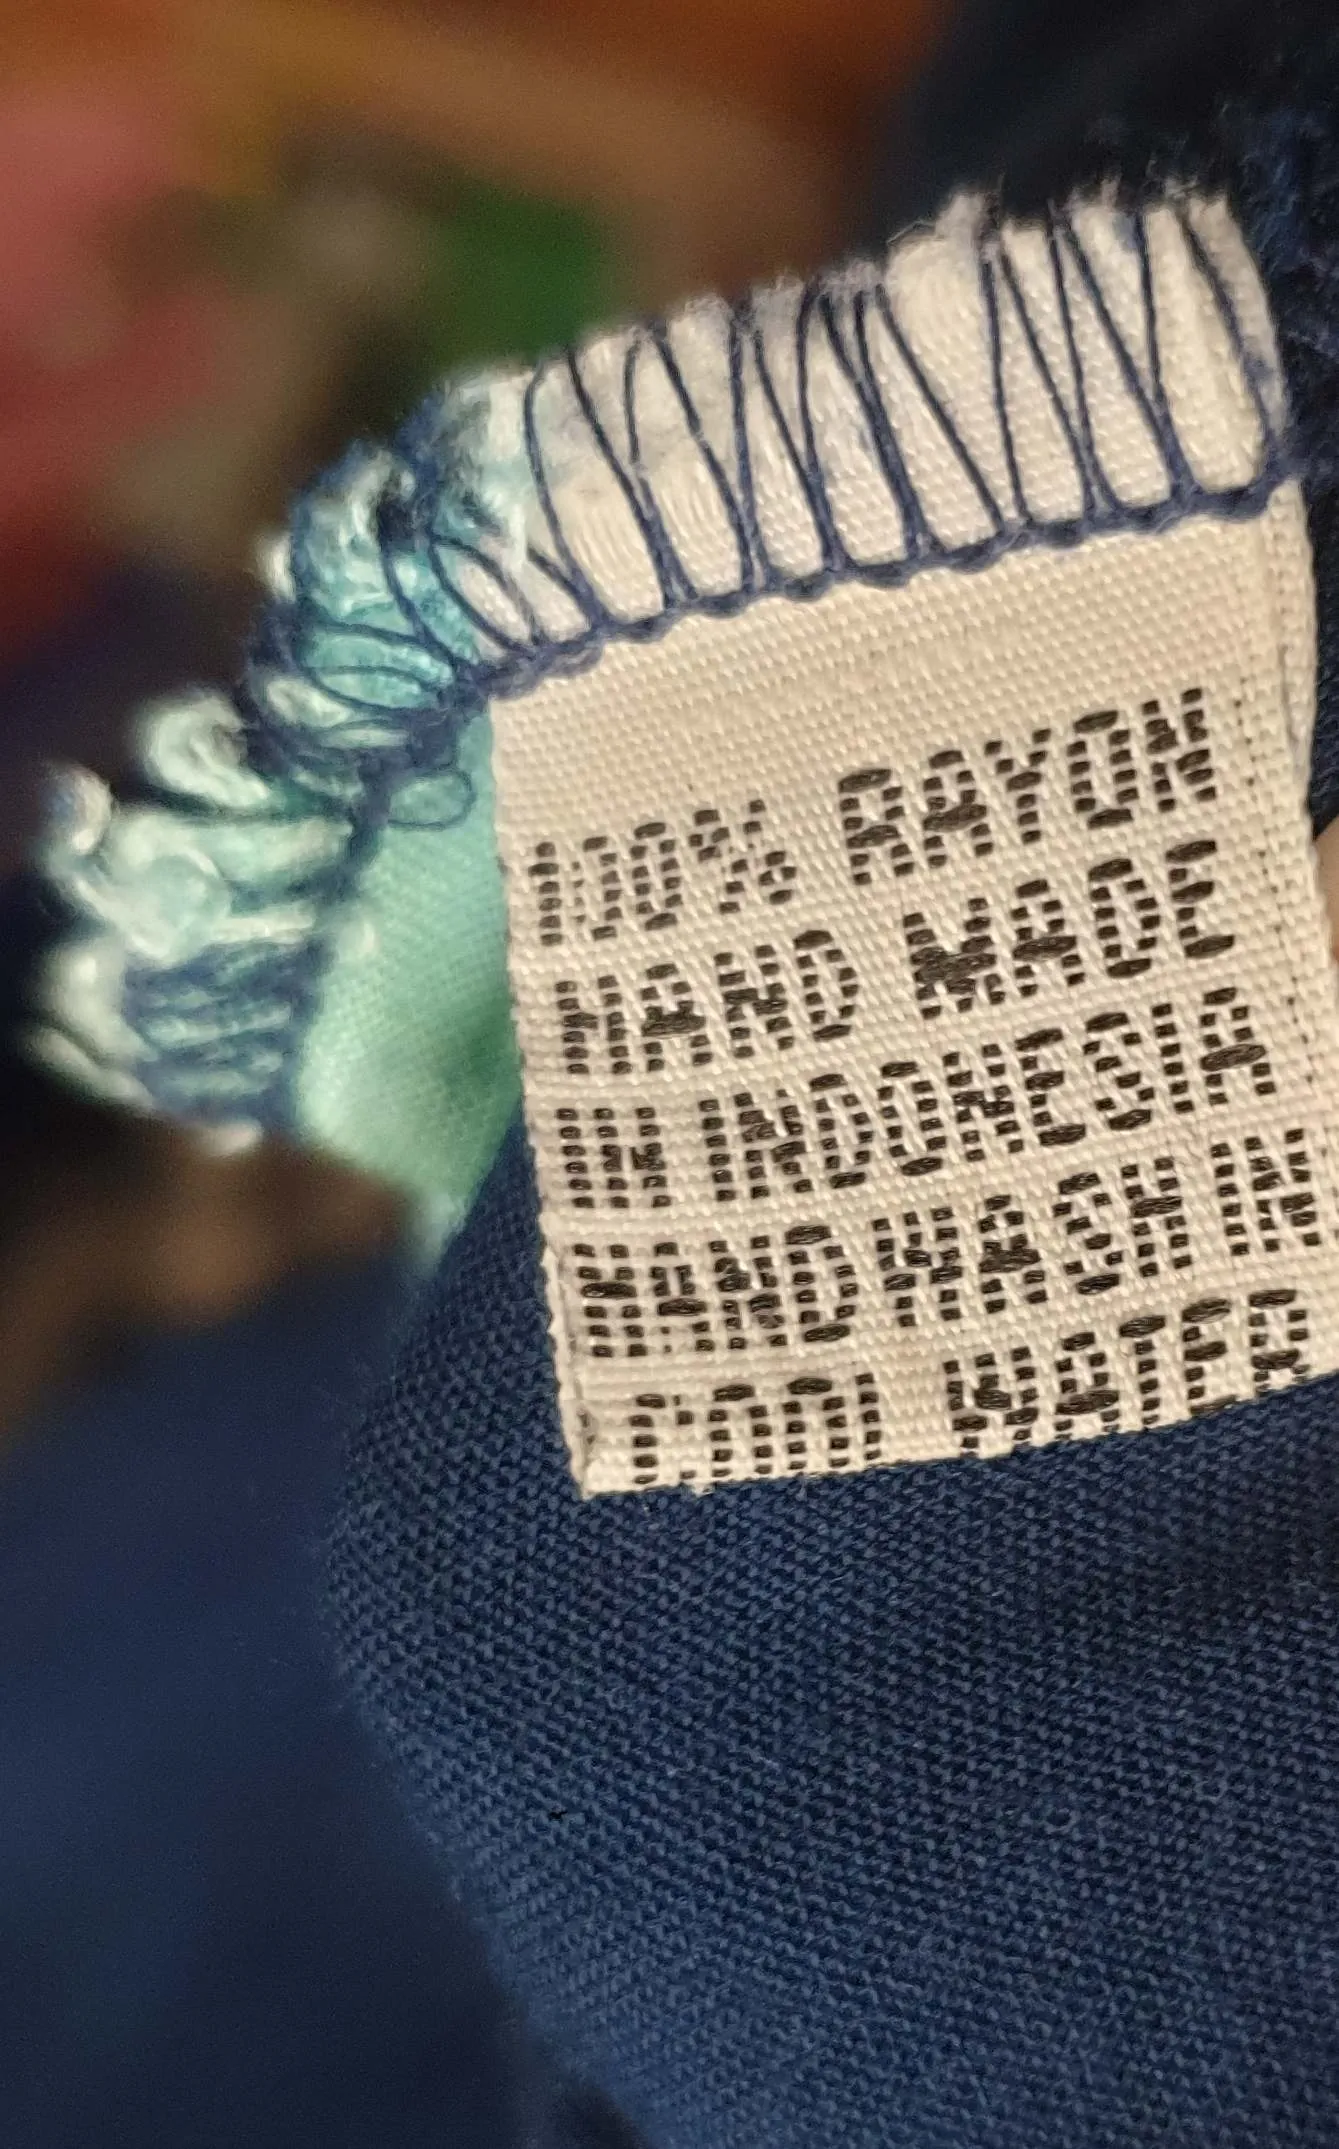 100% RAYON
HAND MADE
IN INDONESIA
HAND WASH IN
COOL WATER